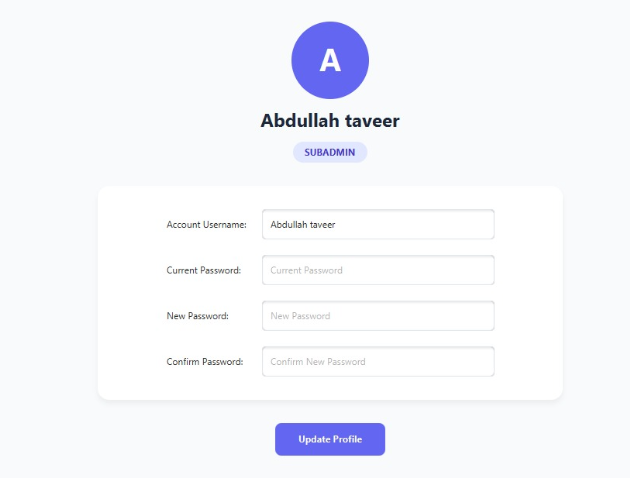 A
Abdullah taveer
SUBADMIN
Account Username: Abdullah taveer
Current Password: Current Password
New Password: New Password
Confirm Password: Confirm New Password
Update Profile